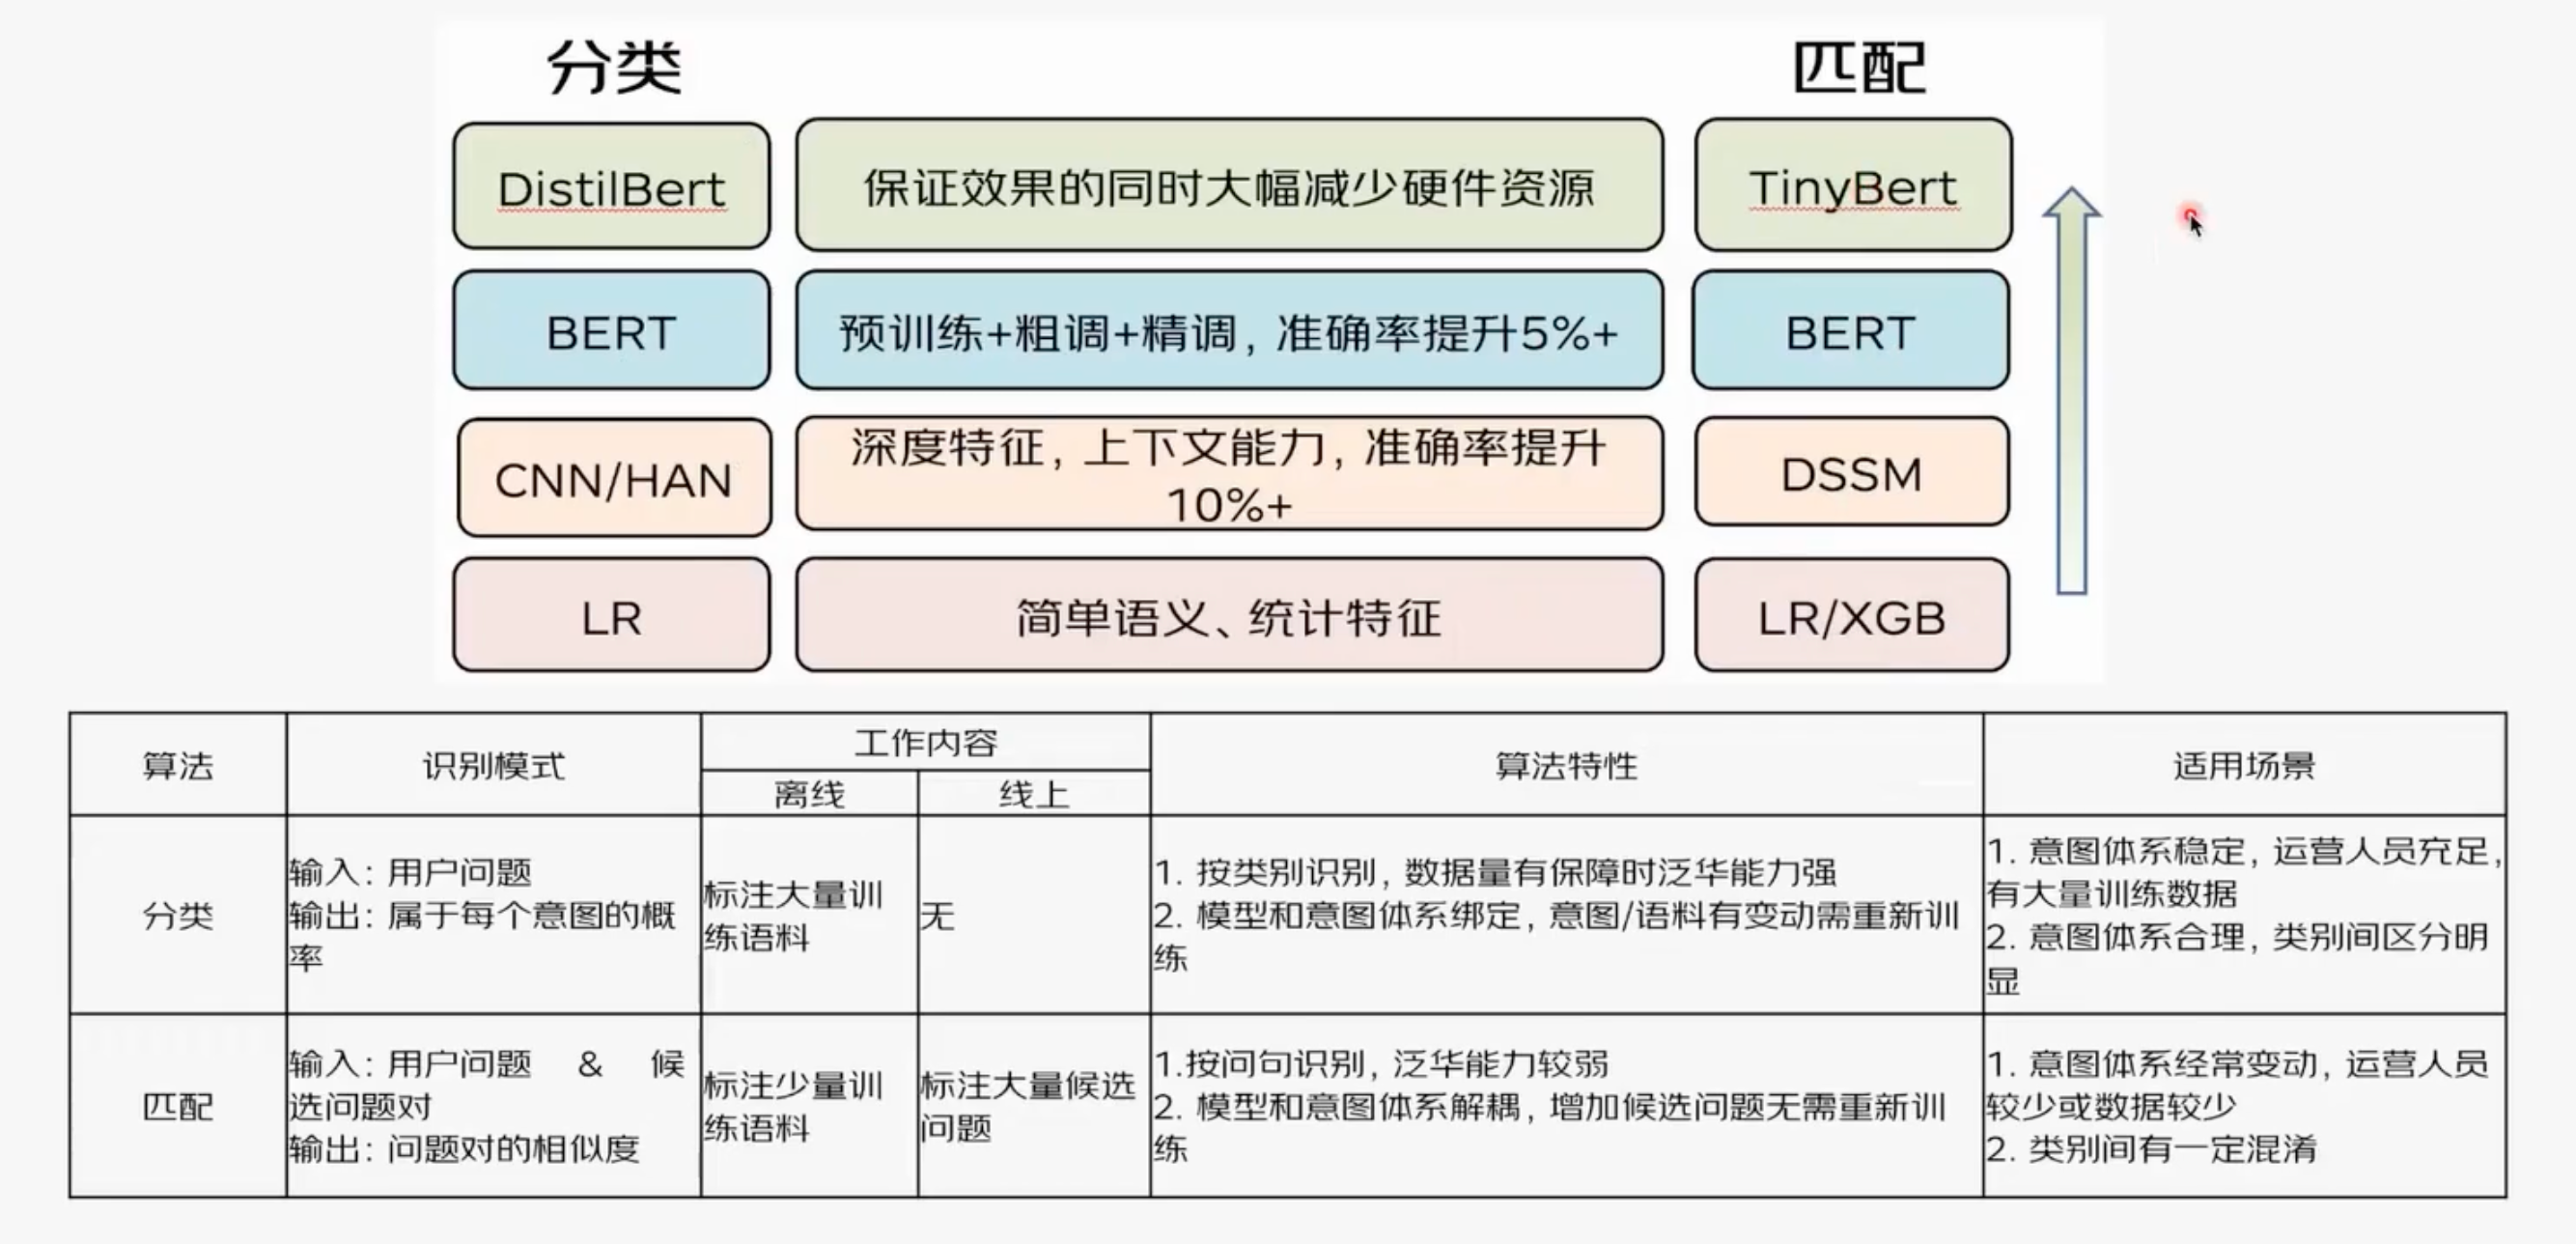 分类
匹配
DistilBert
保证效果的同时大幅减少硬件资源
TinyBert
BERT
预训练+粗调+精调，准确率提升5%+
BERT
CNN/HAN
深度特征，上下文能力，准确率提升
10%+
DSSM
LR
简单语义、统计特征
LR/XGB
算法
识别模式
工作内容
离线
线上
算法特性
适用场景
分类
输入：用户问题
输出：属于每个意图的概
率
标注大量训
练语料
无
1. 按类别识别，数据量有保障时泛华能力强
2. 模型和意图体系绑定，意图/语料有变动需重新训
练
1. 意图体系稳定，运营人员充足，
有大量训练数据
2. 意图体系合理，类别间区分明
显
匹配
输入：用户问题 & 候
选问题对
输出：问题对的相似度
标注少量训
练语料
标注大量候选
问题
1.按问句识别，泛华能力较弱
2. 模型和意图体系解耦，增加候选问题无需重新训
练
1. 意图体系经常变动，运营人员
较少或数据较少
2. 类别间有一定混淆